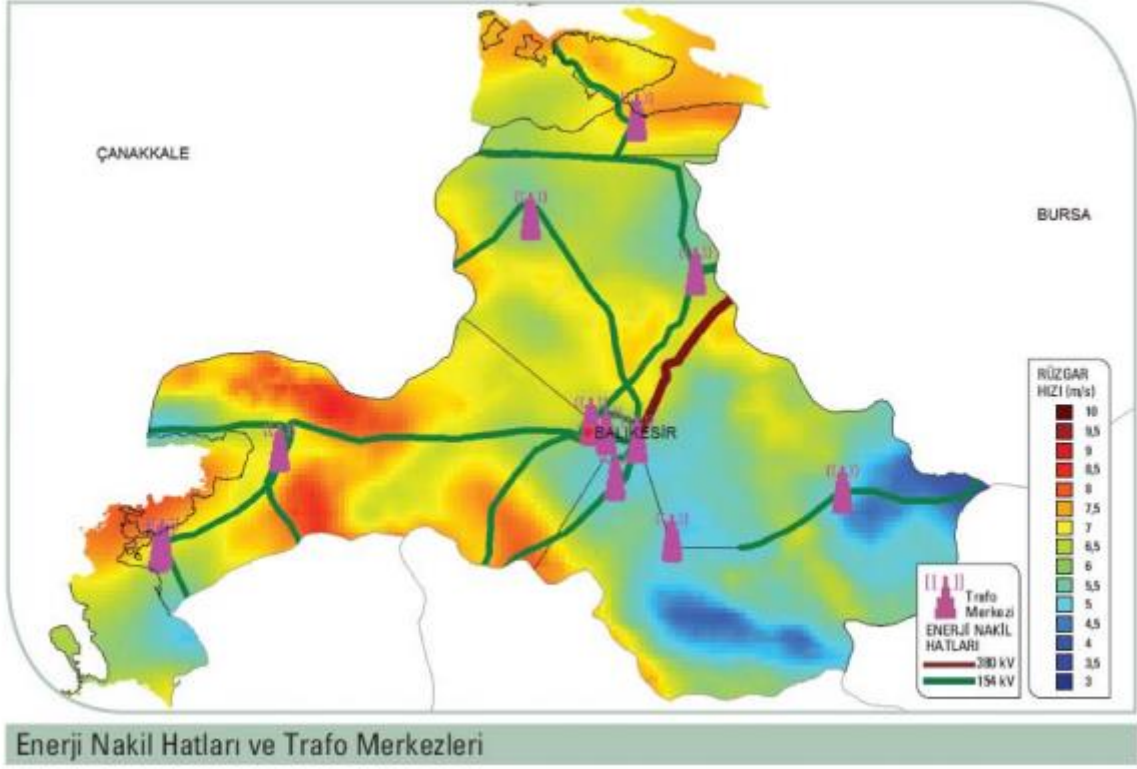 ÇANAKKALE
BURSA
BALIKESİR
RÜZGAR
HIZI (m/s)
10
9,5
9
8,5
8
7,5
7
6,5
6
5,5
5
4,5
4
3,5
3
Trafo
Merkezi
ENERJİ NAKİL
HATLARI
380 kV
154 kV
Enerji Nakil Hatları ve Trafo Merkezleri